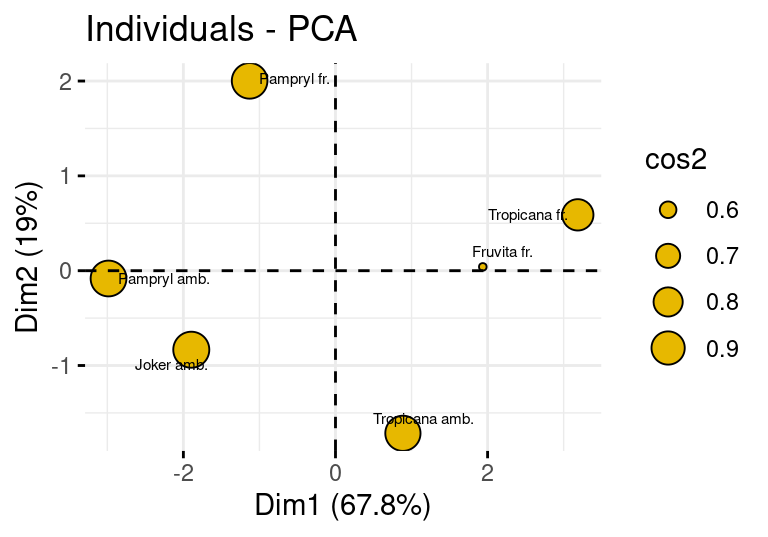 Individuals - PCA
2
1
0
-1
Dim2 (19%)
Pampryl fr.
Tropicana fr.
Fruvita fr.
Pampryl amb.
Joker amb.
Tropicana amb.
-2
0
2
Dim1 (67.8%)
cos2
0.6
0.7
0.8
0.9